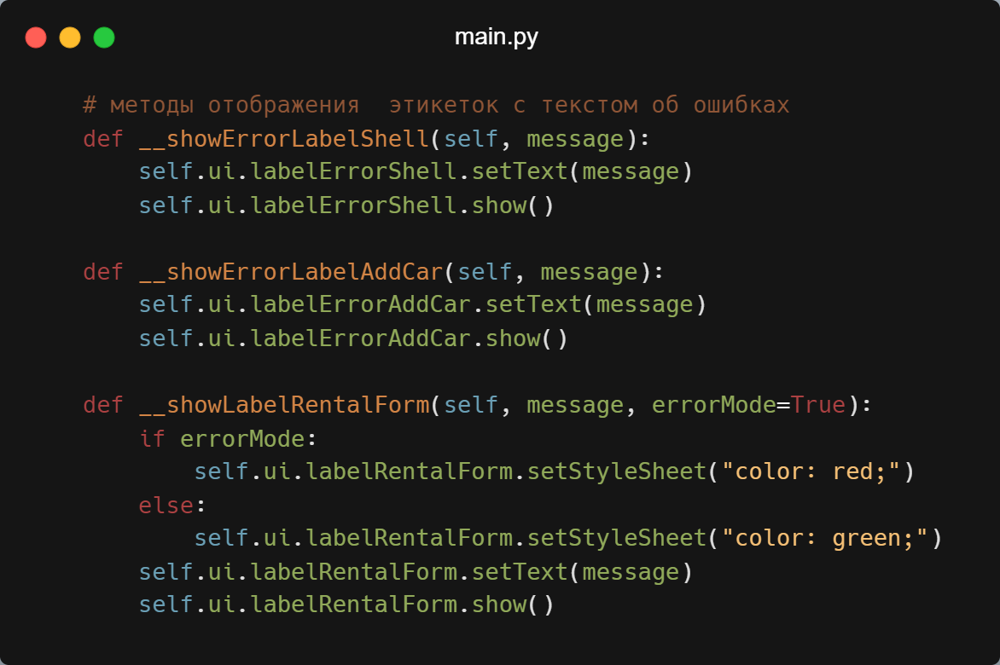 main.py
# методы отображения  этикеток с текстом об ошибках
def __showErrorLabelShell(self, message):
    self.ui.labelErrorShell.setText(message)
    self.ui.labelErrorShell.show()
def __showErrorLabelAddCar(self, message):
    self.ui.labelErrorAddCar.setText(message)
    self.ui.labelErrorAddCar.show()
def __showLabelRentalForm(self, message, errorMode=True):
    if errorMode:
        self.ui.labelRentalForm.setStyleSheet("color: red;")
    else:
        self.ui.labelRentalForm.setStyleSheet("color: green;")
    self.ui.labelRentalForm.setText(message)
    self.ui.labelRentalForm.show()